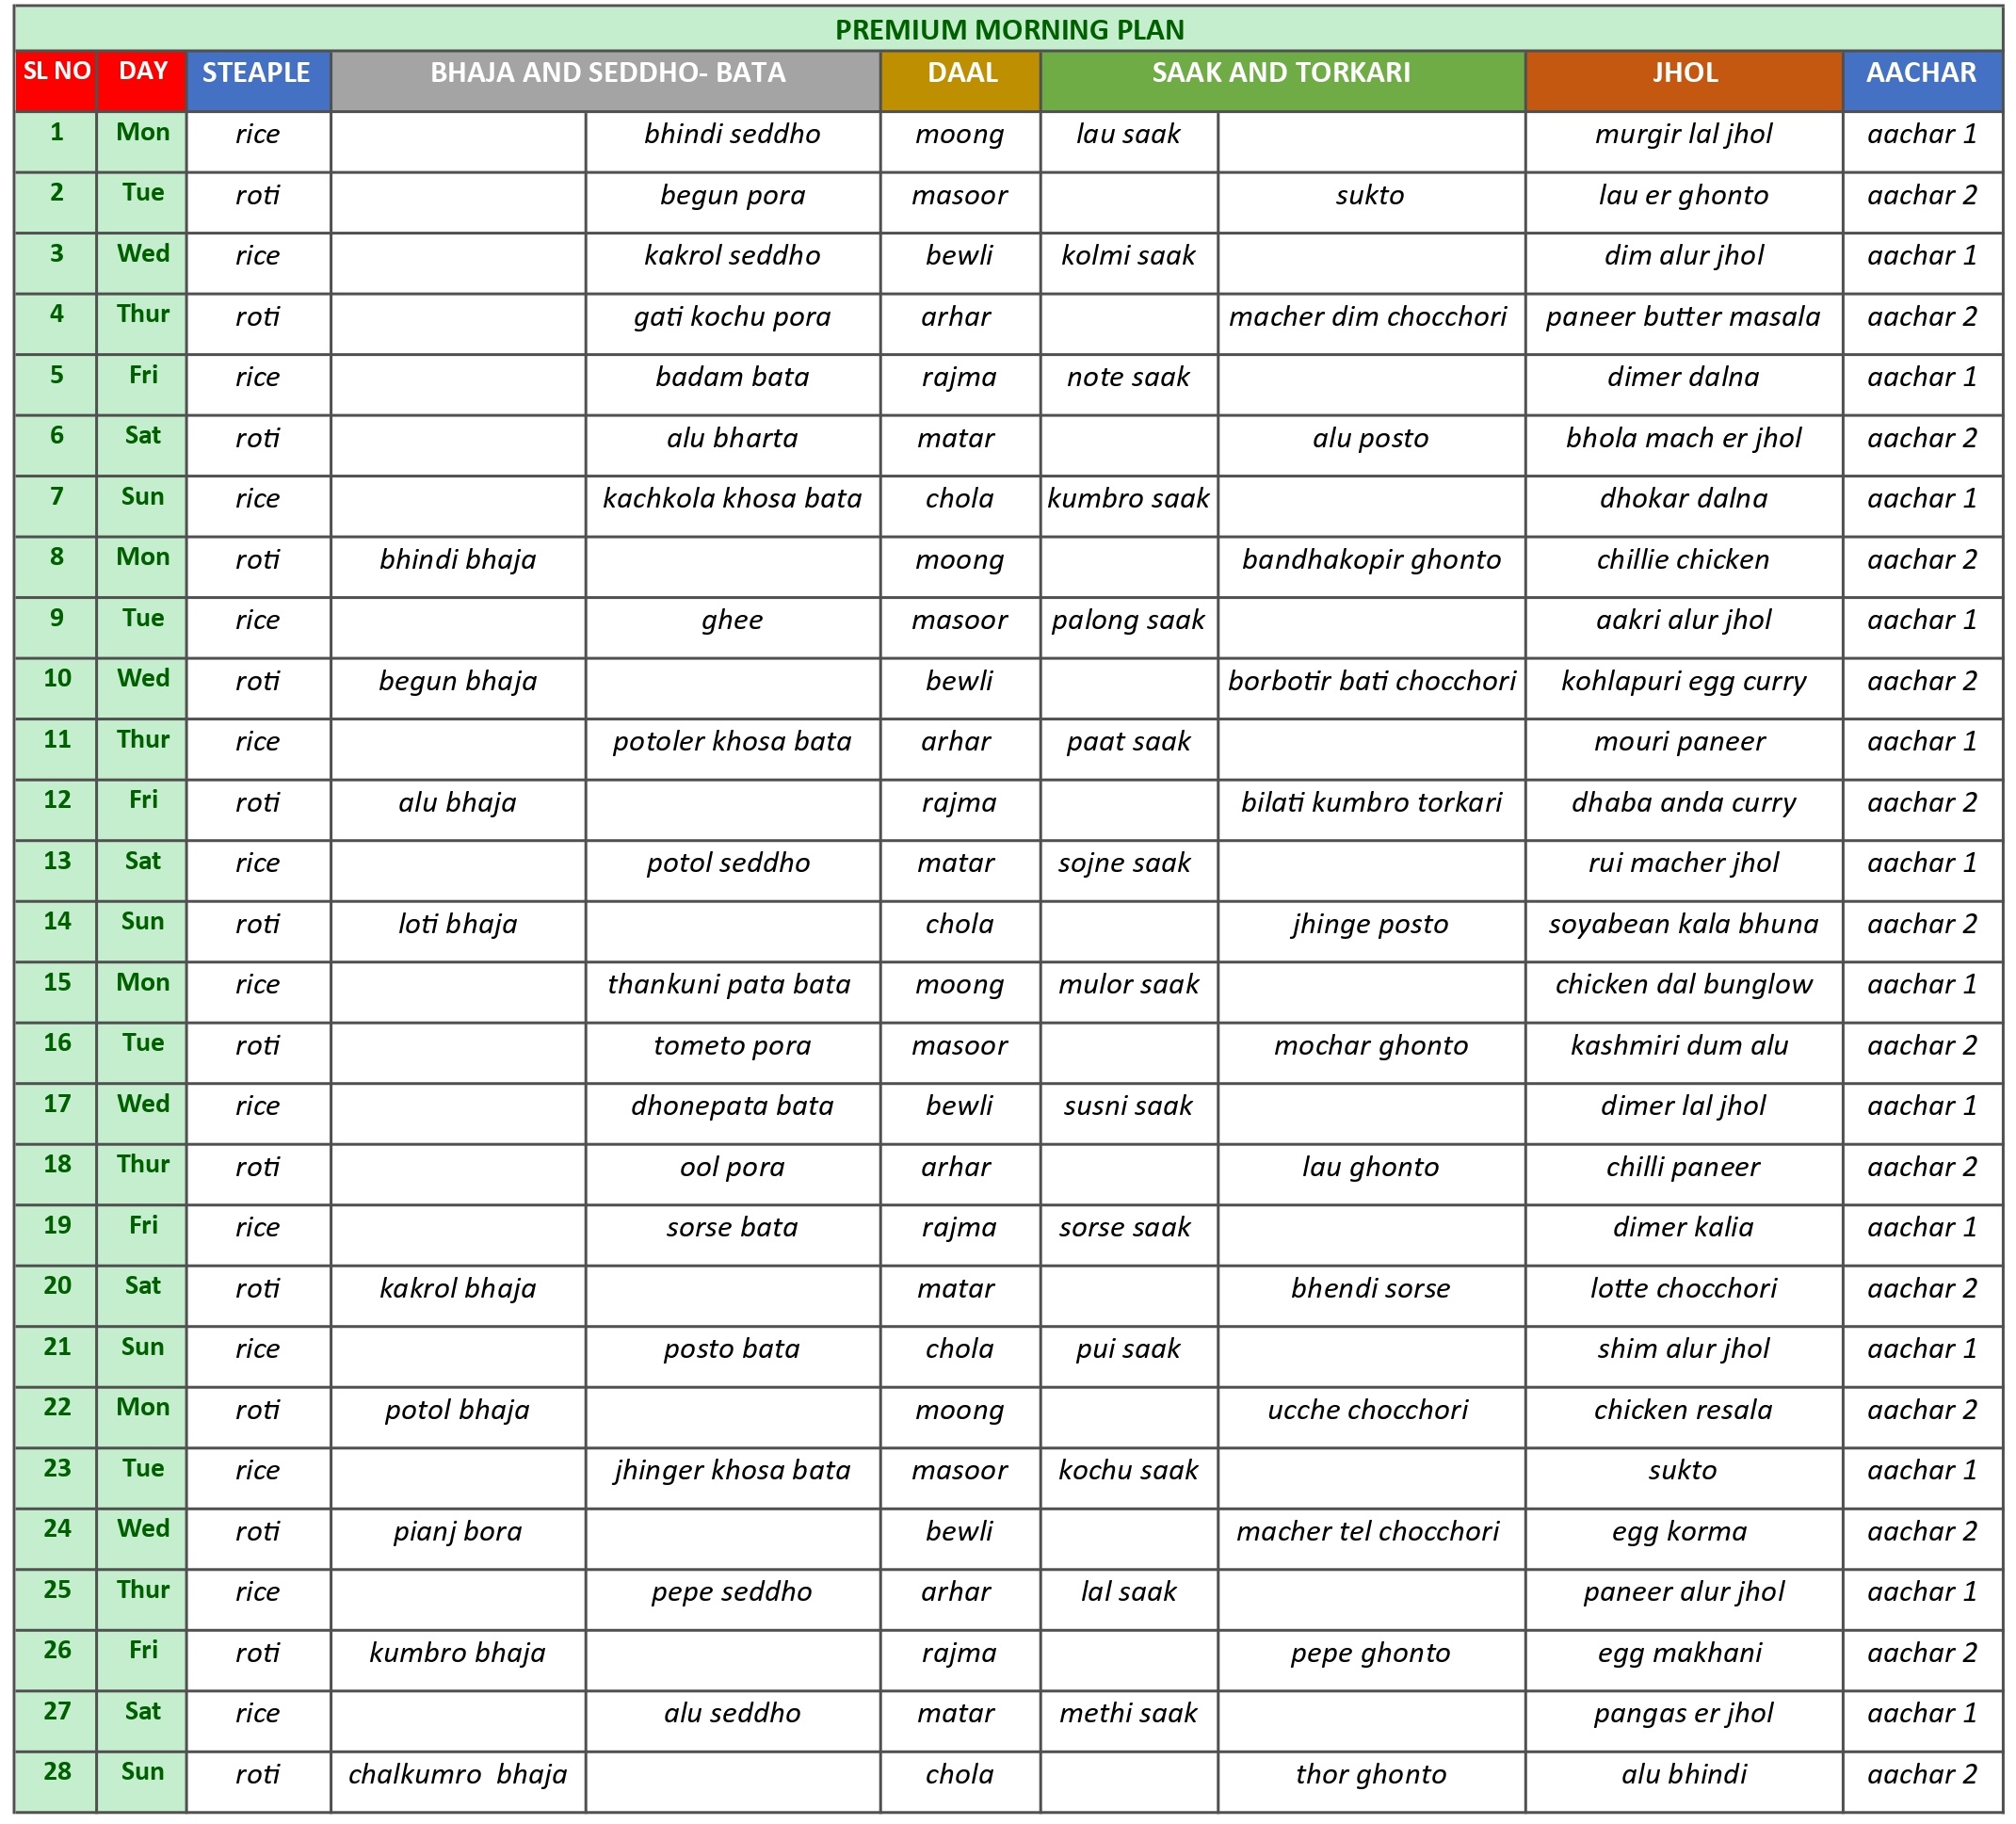 PREMIUM MORNING PLAN
SL NO DAY STEAPLE BHAJA AND SEDDHO- BATA DAAL SAAK AND TORKARI JHOL AACHAR
1 Mon rice bhindi seddho moong lau saak murgir lal jhol aachar 1
2 Tue roti begun pora masoor sukto lau er ghonto aachar 2
3 Wed rice kakrol seddho bewli kolmi saak dim alur jhol aachar 1
4 Thur roti gati kochu pora arhar macher dim chocchori paneer butter masala aachar 2
5 Fri rice badam bata rajma note saak dimer dalna aachar 1
6 Sat roti alu bharta matar alu posto bhola mach er jhol aachar 2
7 Sun rice kachkola khosa bata chola kumbro saak dhokar dalna aachar 1
8 Mon roti bhindi bhaja moong bandhakopir ghonto chillie chicken aachar 2
9 Tue rice ghee masoor palong saak aakri alur jhol aachar 1
10 Wed roti begun bhaja bewli borbotir bati chocchori kohlapuri egg curry aachar 2
11 Thur rice potoler khosa bata arhar paat saak mouri paneer aachar 1
12 Fri roti alu bhaja rajma bilati kumbro torkari dhaba anda curry aachar 2
13 Sat rice potol seddho matar sojne saak rui macher jhol aachar 1
14 Sun roti loti bhaja chola jhinge posto soyabean kala bhuna aachar 2
15 Mon rice thankuni pata bata moong mulor saak chicken dal bunglow aachar 1
16 Tue roti tometo pora masoor mochar ghonto kashmiri dum alu aachar 2
17 Wed rice dhonepata bata bewli susni saak dimer lal jhol aachar 1
18 Thur roti ool pora arhar lau ghonto chilli paneer aachar 2
19 Fri rice sorse bata rajma sorse saak dimer kalia aachar 1
20 Sat roti kakrol bhaja matar bhendi sorse lotte chocchori aachar 2
21 Sun rice posto bata chola pui saak shim alur jhol aachar 1
22 Mon roti potol bhaja moong ucche chocchori chicken resala aachar 2
23 Tue rice jhinger khosa bata masoor kochu saak sukto aachar 1
24 Wed roti pianj bora bewli macher tel chocchori egg korma aachar 2
25 Thur rice pepe seddho arhar lal saak paneer alur jhol aachar 1
26 Fri roti kumbro bhaja rajma pepe ghonto egg makhani aachar 2
27 Sat rice alu seddho matar methi saak pangas er jhol aachar 1
28 Sun roti chalkumro bhaja chola thor ghonto alu bhindi aachar 2